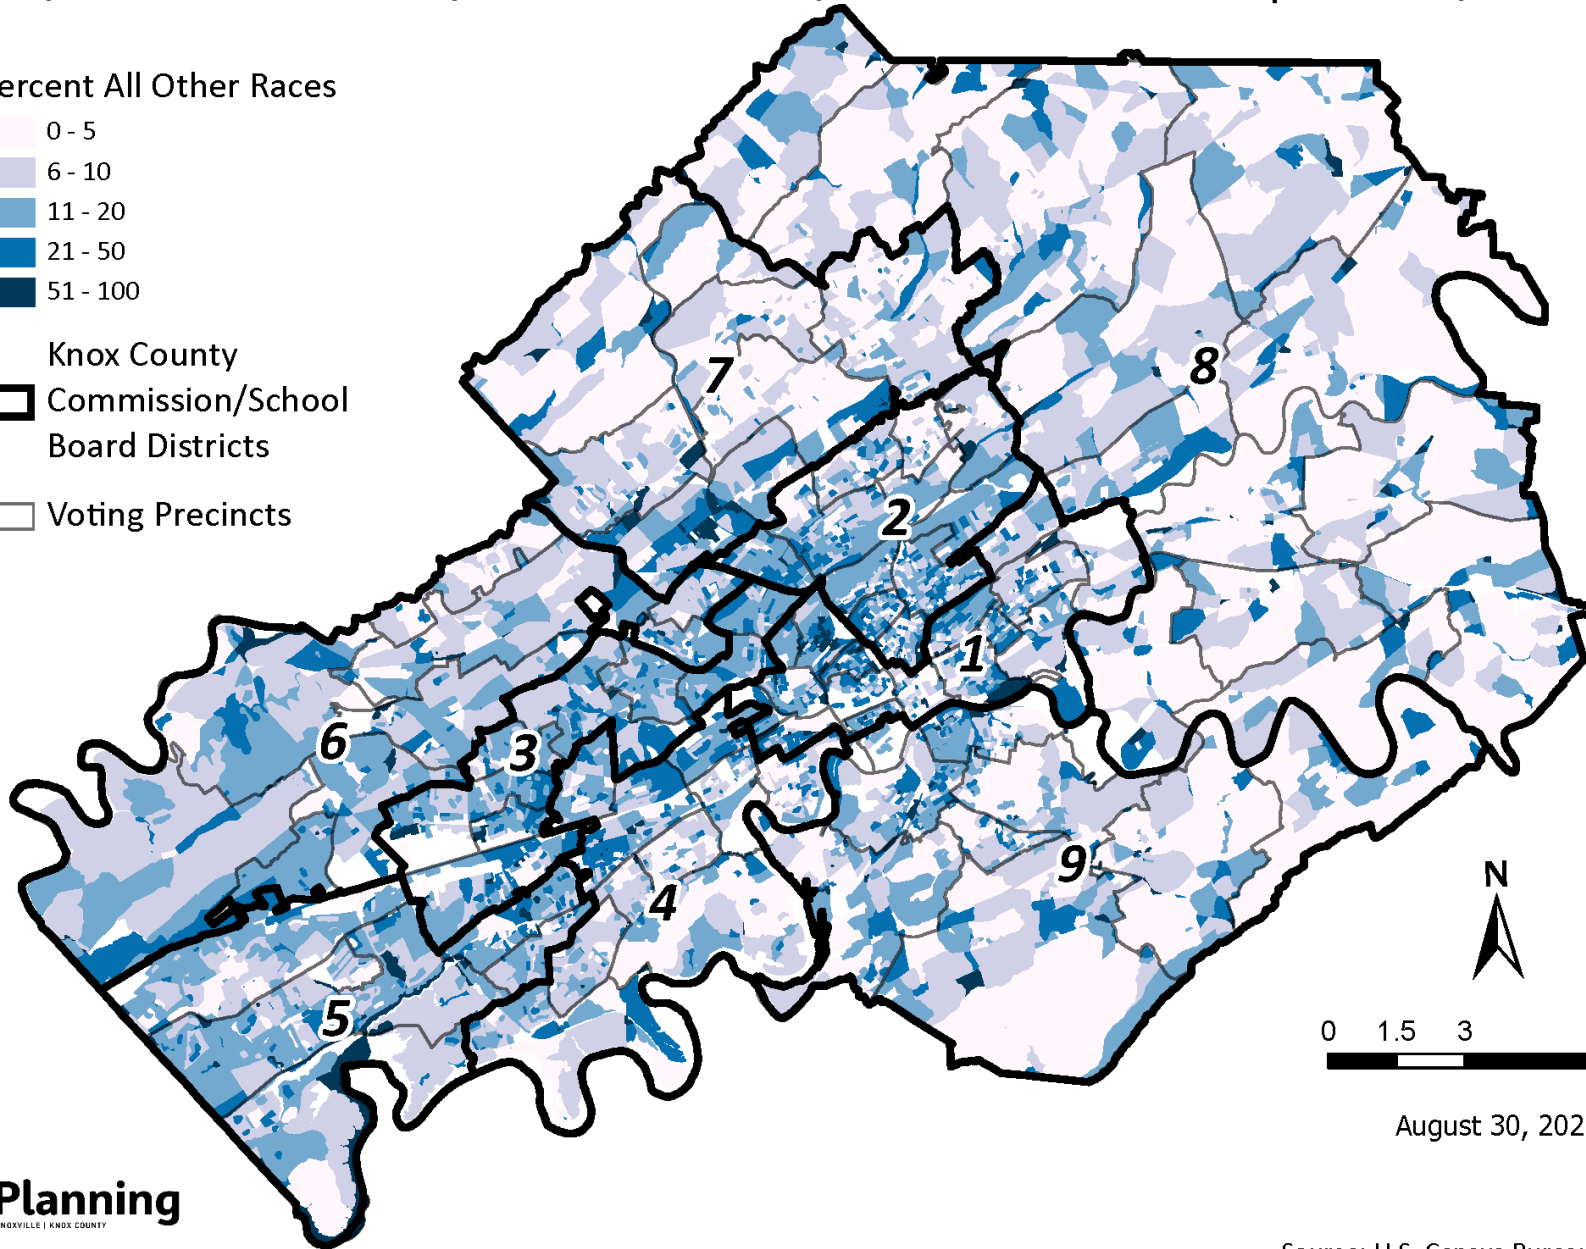 ercent All Other Races
0 - 5
6 - 10
11 - 20
21 - 50
51 - 100
Knox County
Commission/School
Board Districts
Voting Precincts
7
8
2
1
6
3
9
4
5
N
0 1.5 3
August 30, 202
Planning
NOXVILLE | KNOX COUNTY